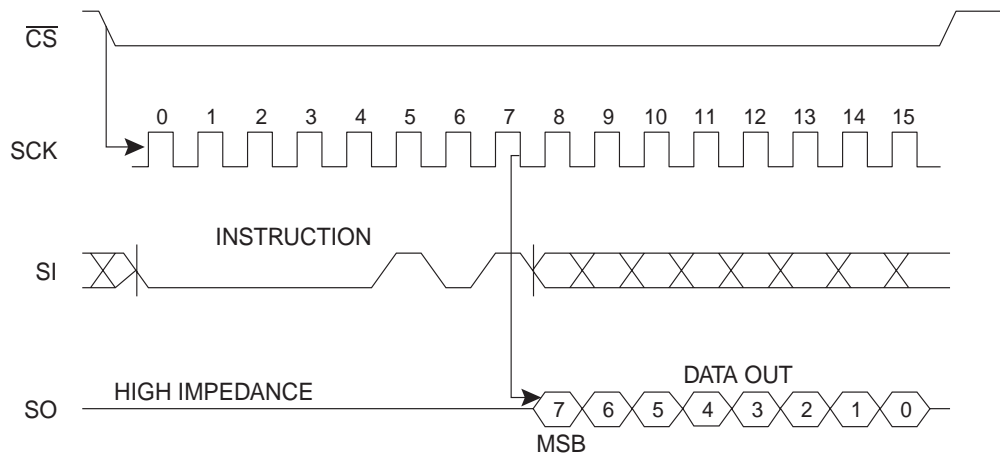 CS
0 1 2 3 4 5 6 7 8 9 10 11 12 13 14 15
SCK
INSTRUCTION
SI
HIGH IMPEDANCE
DATA OUT
SO
7 6 5 4 3 2 1 0
MSB